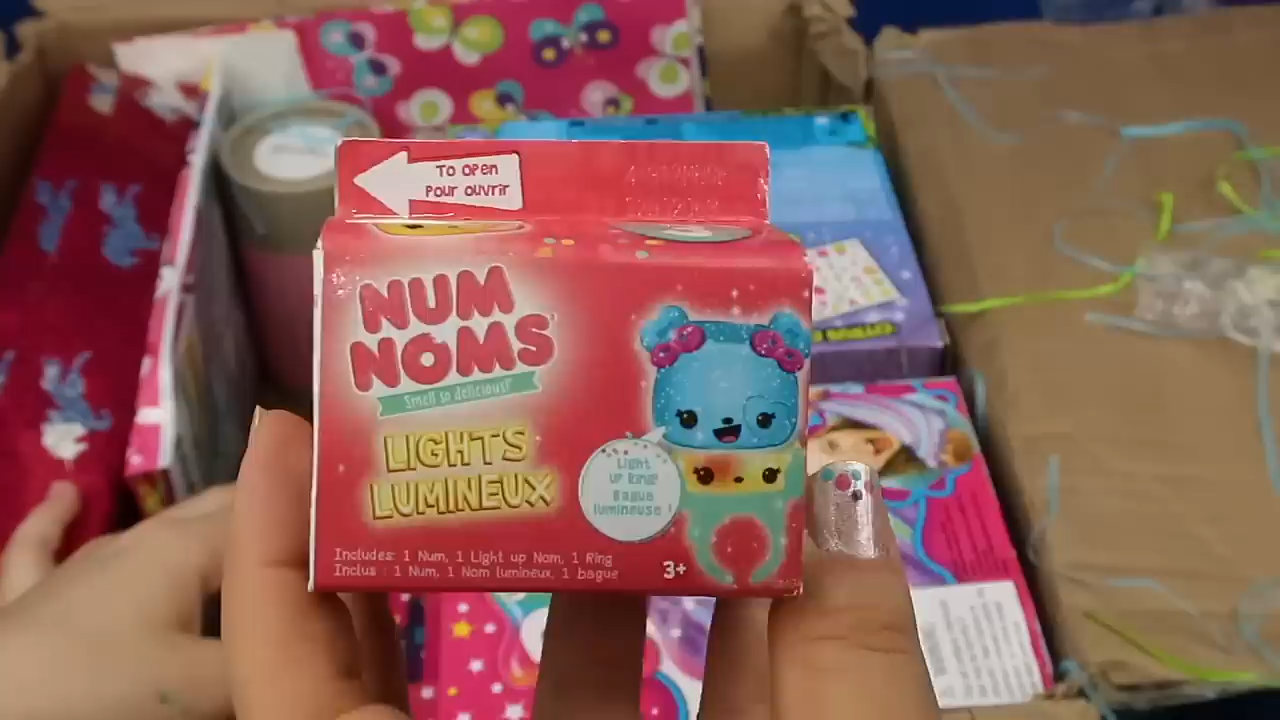 TO OPEN
POUR OUVRIR
NUM
NOMS
Smell so delicious!
LIGHTS
LUMINEUX
Light
up Ring!
Bague
lumineuse !
Includes: 1 Num, 1 Light up Nom, 1 Ring
Inclus : 1 Num, 1 Nom lumineux, 1 bague
3+